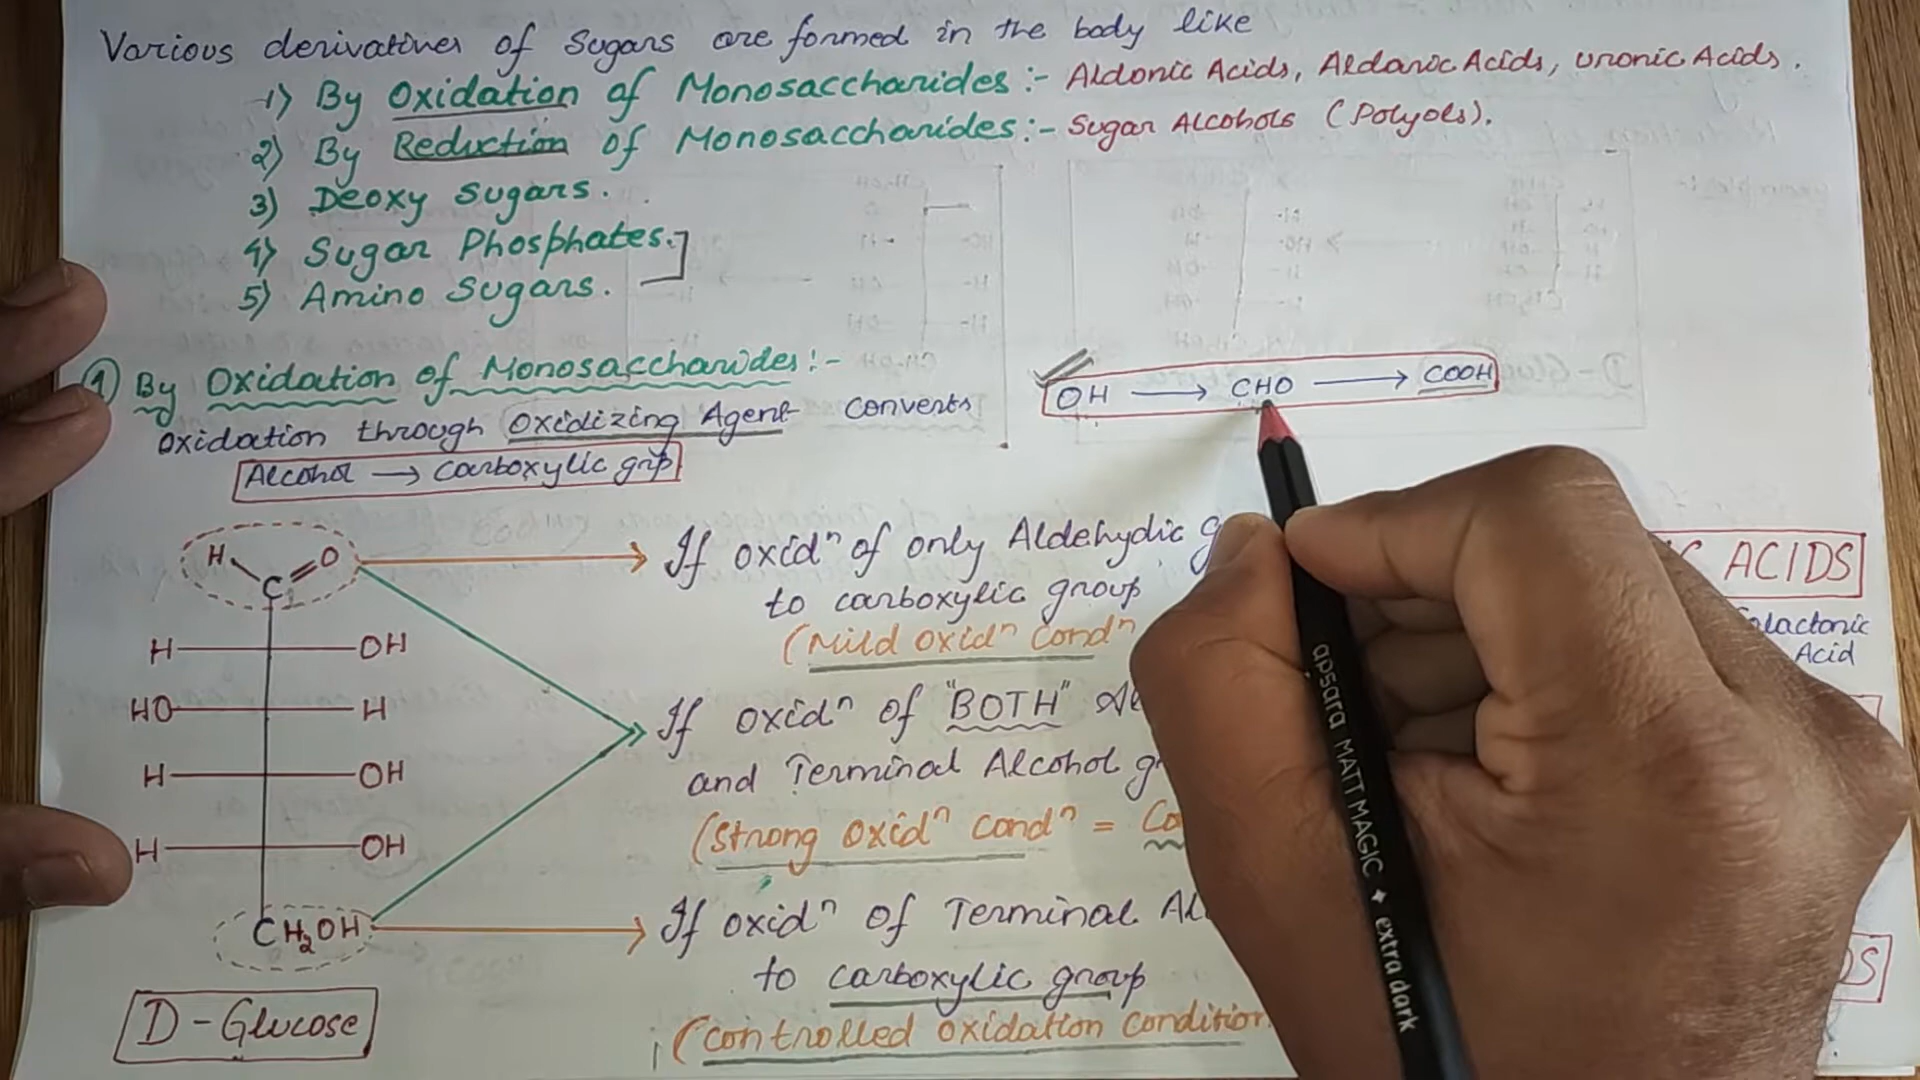 Various derivatives of Sugars are formed in the body like
1) By Oxidation of Monosaccharides :- Aldonic Acids, Aldaric Acids, uronic Acids.
2) By Reduction of Monosaccharides :- Sugar Alcohols (Polyols).
3) Deoxy Sugars.
4) Sugar Phosphates.
5) Amino Sugars.
1) By Oxidation of Monosaccharides :-
Oxidation through Oxidizing Agent converts OH → CHO → COOH
Alcohol → Carboxylic grp
H C O
If oxidⁿ of only Aldehydic
to carboxylic group
(Mild oxidⁿ condⁿ
ACIDS
Acid
H OH
HO H
H OH
H OH
CH₂OH
If oxidⁿ of "BOTH"
and Terminal Alcohol
(Strong oxidⁿ condⁿ =
If oxidⁿ of Terminal
to carboxylic group
(controlled oxidation condition
D-Glucose
apsara MATT MAGIC ✦ extra dark